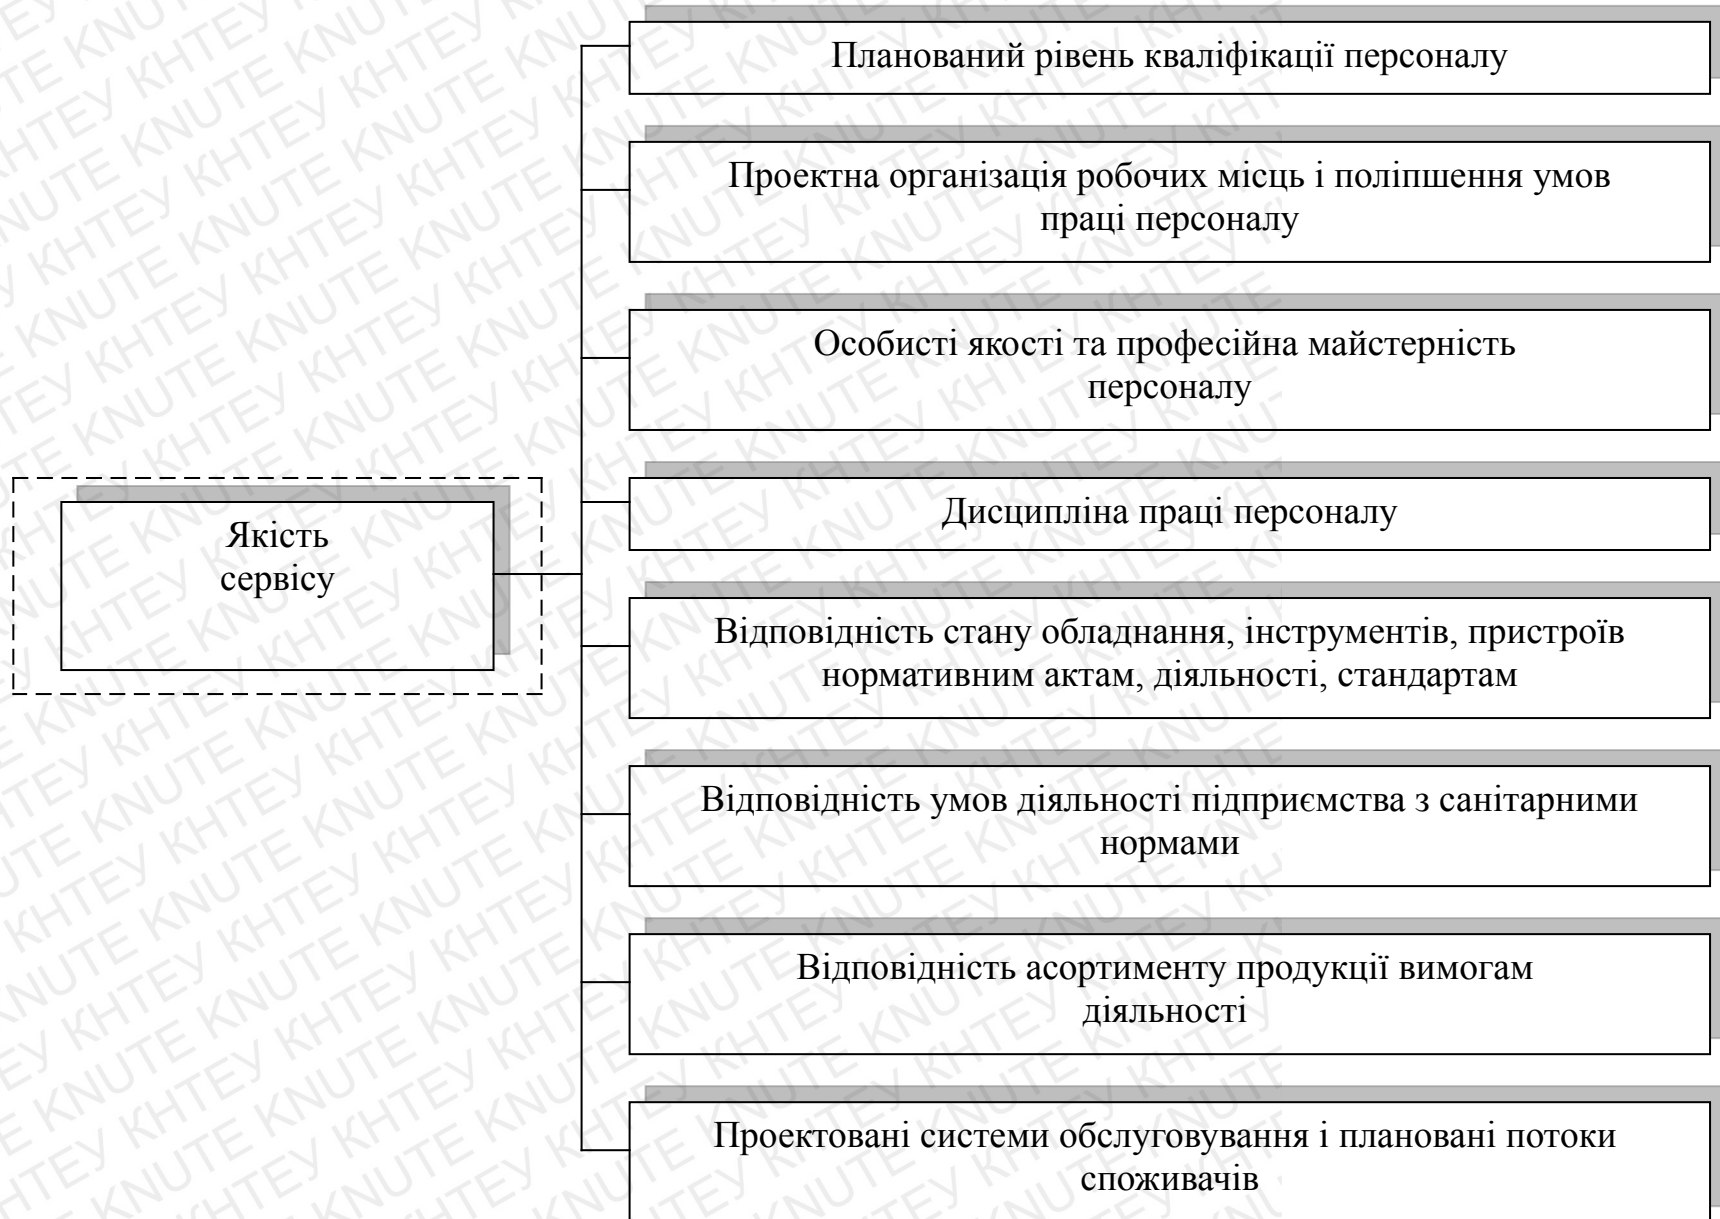 Планований рівень кваліфікації персоналу
Проектна організація робочих місць і поліпшення умов
праці персоналу
Особисті якості та професійна майстерність
персоналу
Дисципліна праці персоналу
Якість
сервісу
Відповідність стану обладнання, інструментів, пристроїв
нормативним актам, діяльності, стандартам
Відповідність умов діяльності підприємства з санітарними
нормами
Відповідність асортименту продукції вимогам
діяльності
Проектовані системи обслуговування і плановані потоки
споживачів